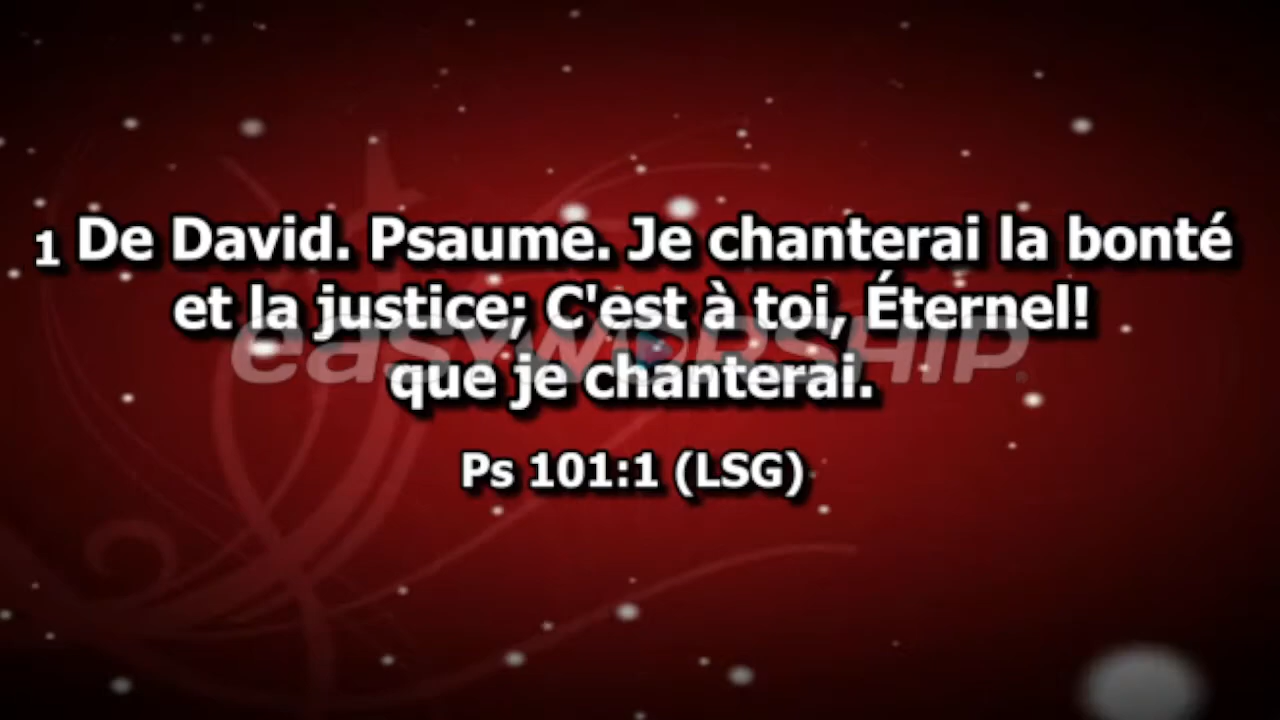 1 De David. Psaume. Je chanterai la bonté
et la justice; C'est à toi, Éternel!
easyworship
que je chanterai.
Ps 101:1 (LSG)